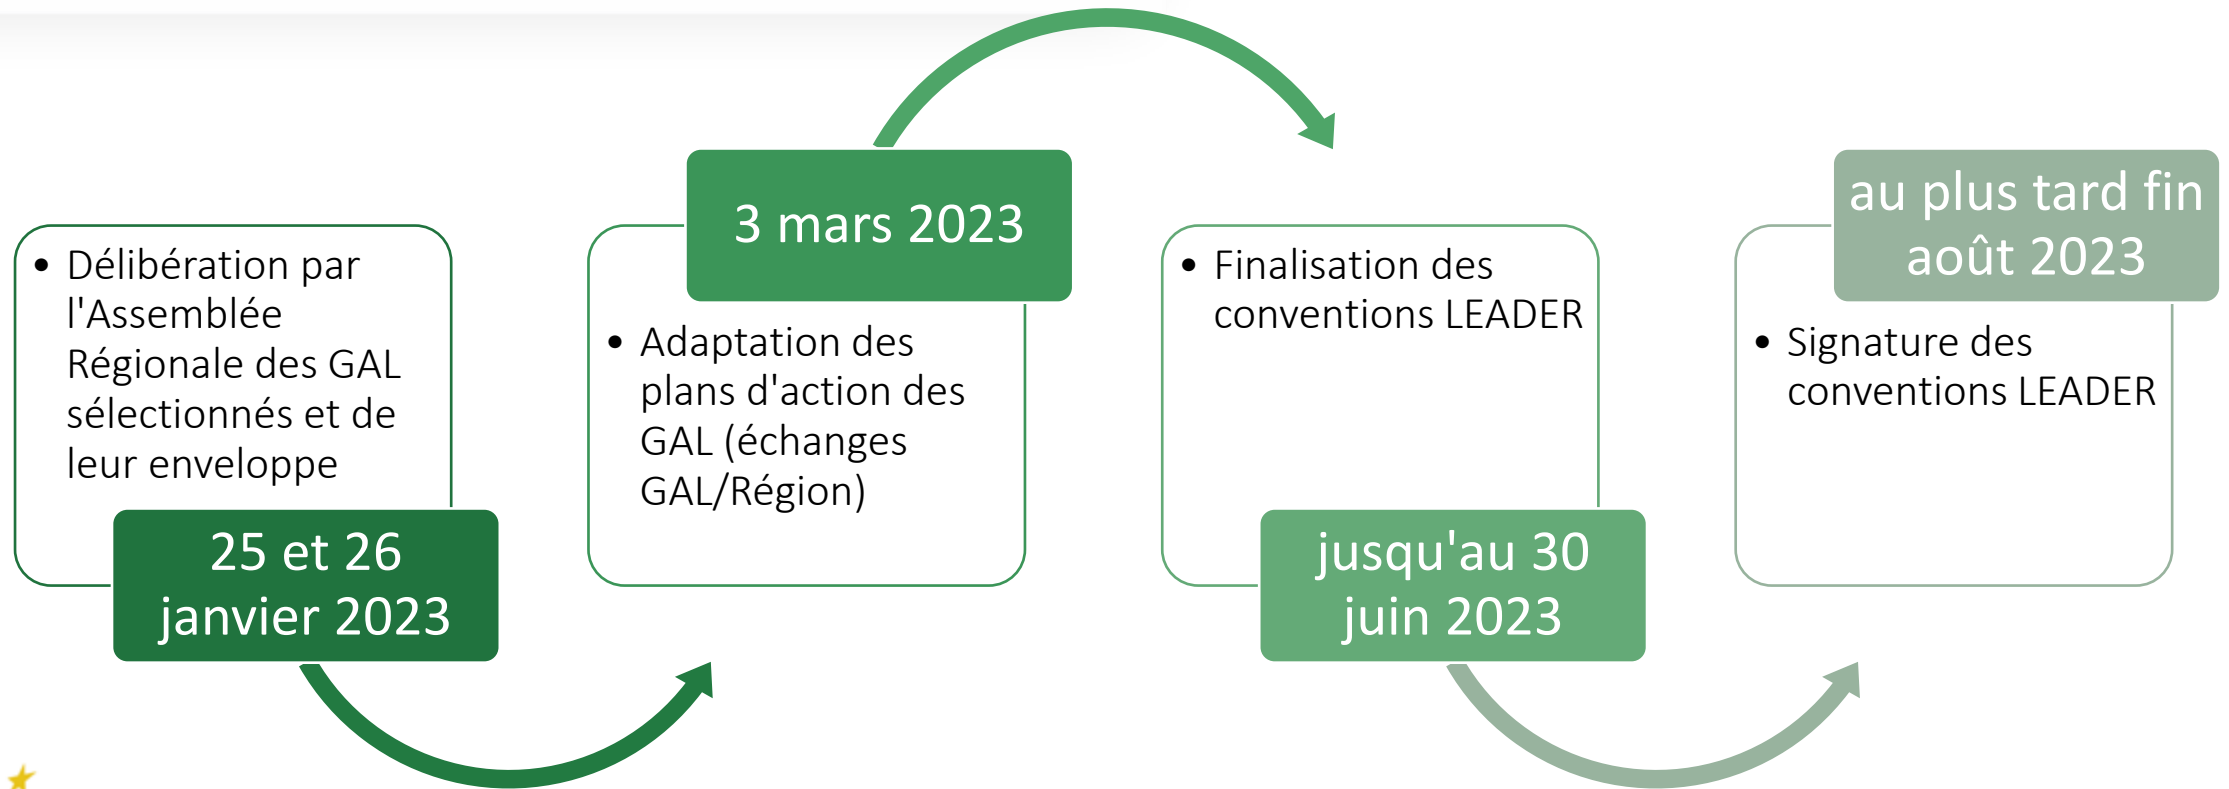 • Délibération par
l'Assemblée
Régionale des GAL
sélectionnés et de
leur enveloppe
25 et 26
janvier 2023
3 mars 2023
• Adaptation des
plans d'action des
GAL (échanges
GAL/Région)
• Finalisation des
conventions LEADER
jusqu'au 30
juin 2023
au plus tard fin
août 2023
• Signature des
conventions LEADER